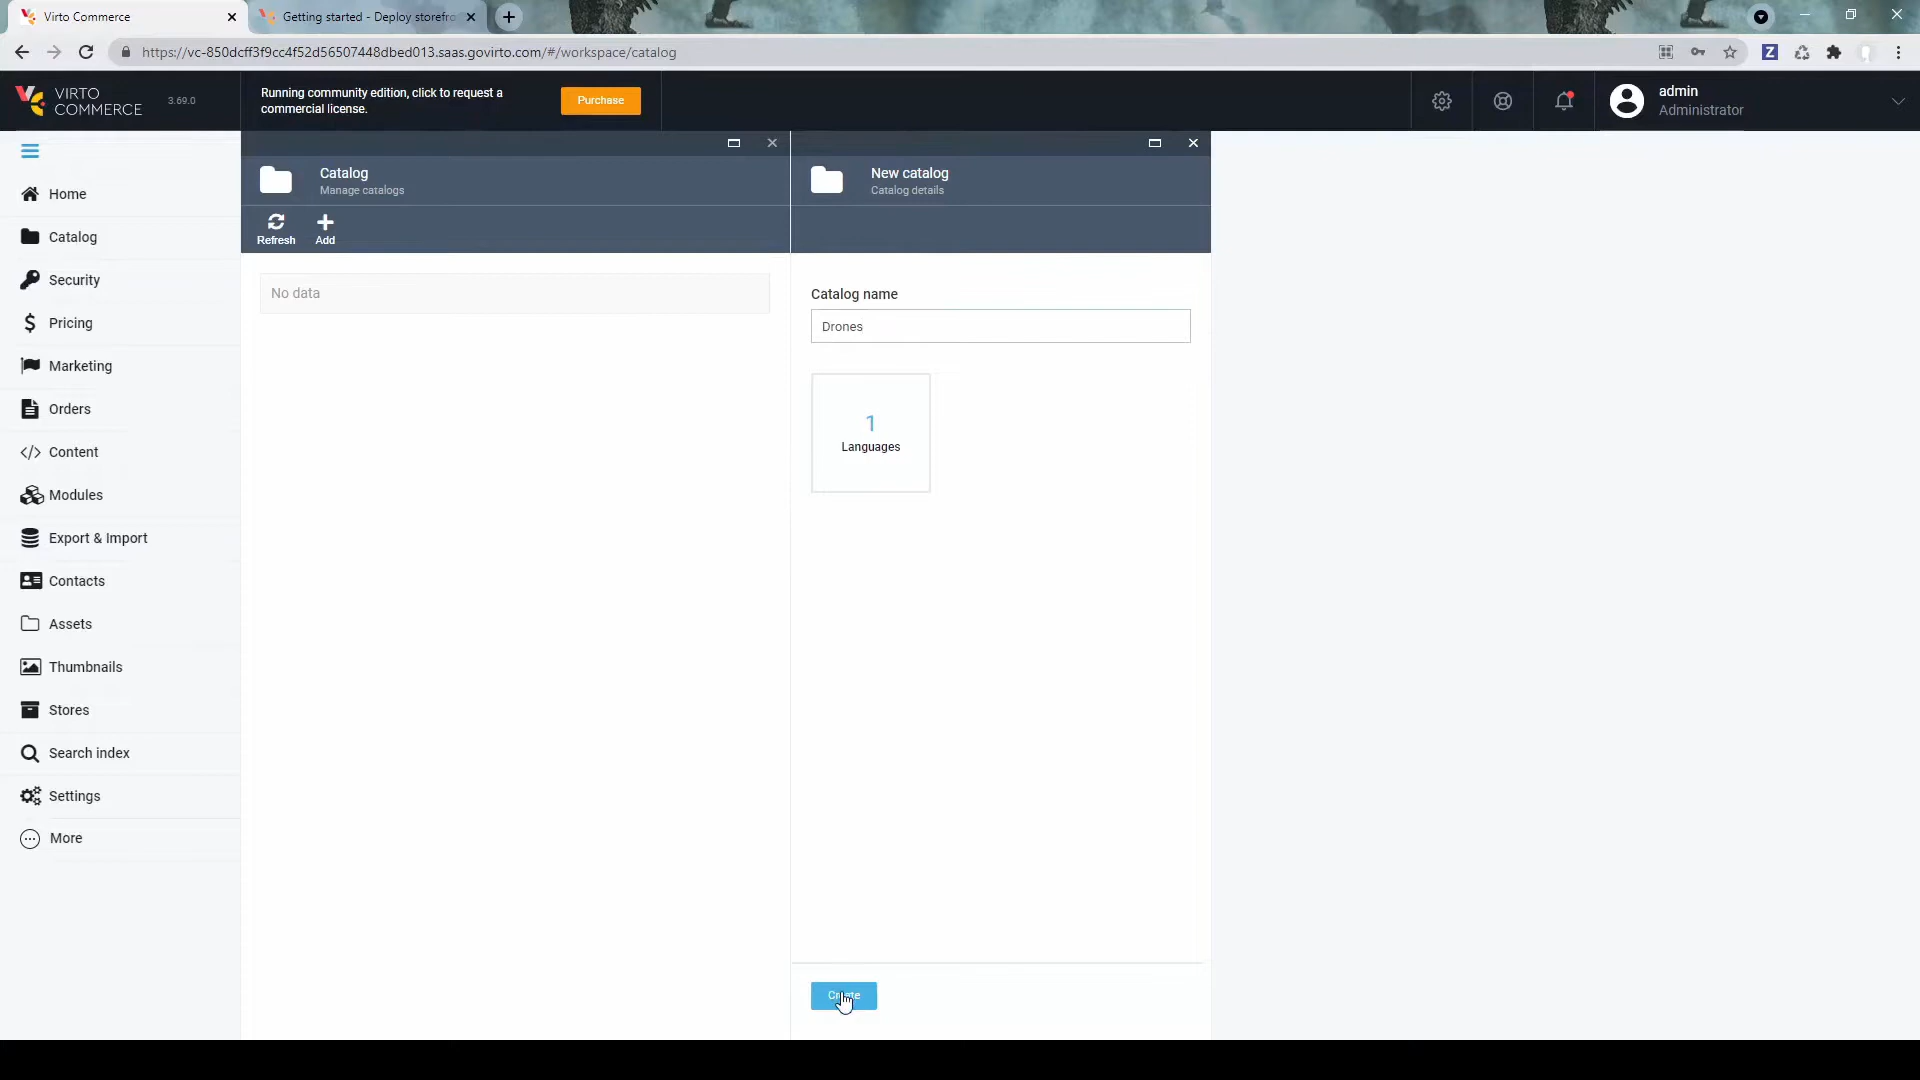 Virto Commerce
Getting started - Deploy storefro
https://vc-850dcff3f9cc4f52d56507448dbed013.saas.govirto.com/#/workspace/catalog
Z
VIRTO
COMMERCE
3.69.0
Running community edition, click to request a
commercial license.
Purchase
admin
Administrator
Home
Catalog
Security
Pricing
Marketing
Orders
Content
Modules
Export & Import
Contacts
Assets
Thumbnails
Stores
Search index
Settings
More
Catalog
Manage catalogs
Refresh
Add
No data
New catalog
Catalog details
Catalog name
Drones
1
Languages
Create